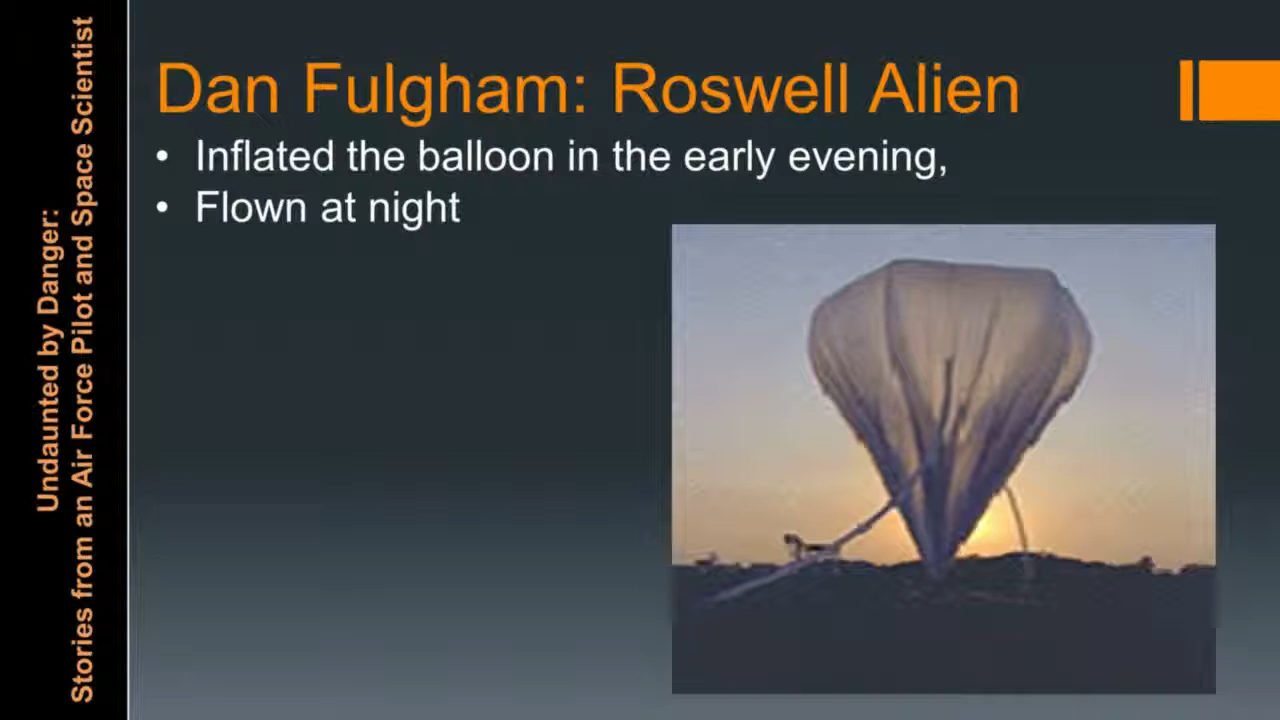 Undaunted by Danger:
Stories from an Air Force Pilot and Space Scientist
Dan Fulgham: Roswell Alien
• Inflated the balloon in the early evening,
• Flown at night